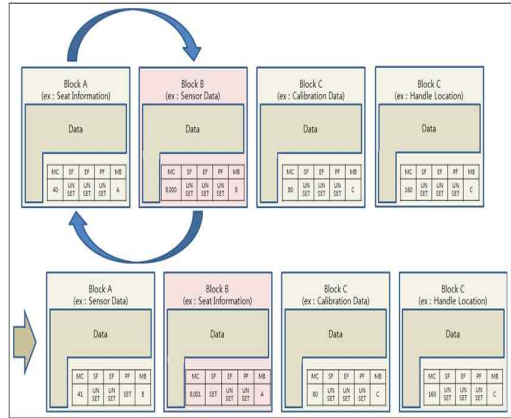 Block A
(ex : Seat Information)
Data
MC SF EF PF MB
40 UN SET UN SET UN SET A
Block B
(ex : Sensor Data)
Data
MC SF EF PF MB
8,000 UN SET UN SET UN SET B
Block C
(ex : Calibration Data)
Data
MC SF EF PF MB
80 UN SET UN SET UN SET C
Block C
(ex : Handle Location)
Data
MC SF EF PF MB
160 UN SET UN SET UN SET C
Block A
(ex : Sensor Data)
Data
MC SF EF PF MB
41 UN SET UN SET SET B
Block B
(ex : Seat Information)
Data
MC SF EF PF MB
8,001 SET UN SET UN SET A
Block C
(ex : Calibration Data)
Data
MC SF EF PF MB
80 UN SET UN SET UN SET C
Block C
(ex : Handle Location)
Data
MC SF EF PF MB
160 UN SET UN SET UN SET C